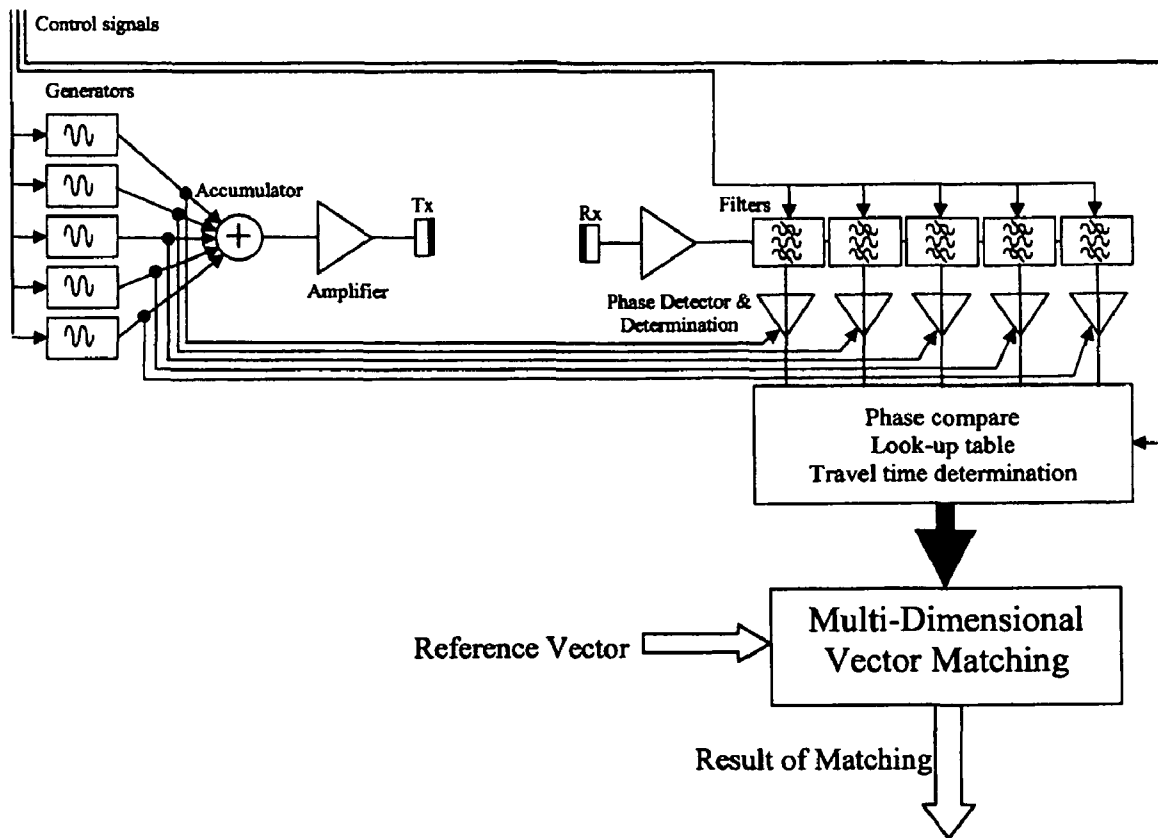 Control signals
Generators
Accumulator
Tx
Rx
Filters
Amplifier
Phase Detector &
Determination
Phase compare
Look-up table
Travel time determination
Multi-Dimensional
Vector Matching
Reference Vector
Result of Matching